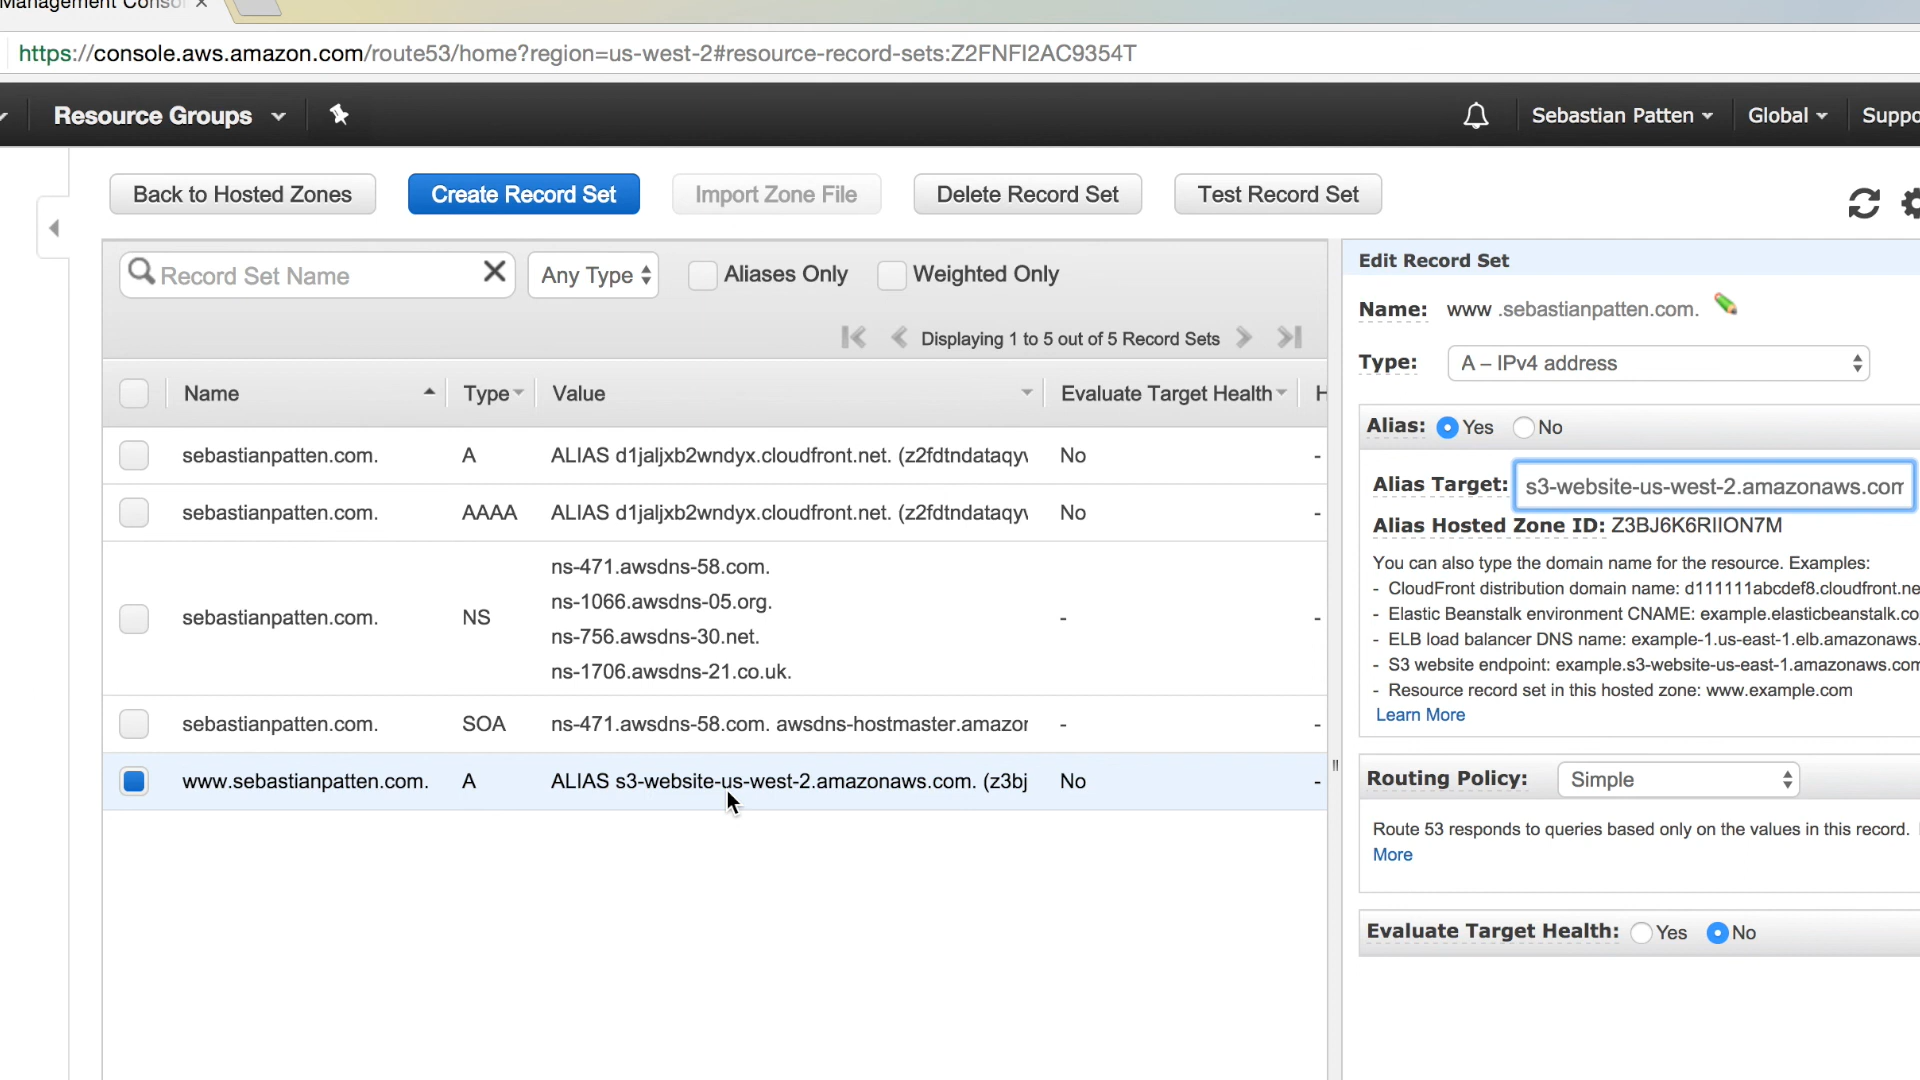 https://console.aws.amazon.com/route53/home?region=us-west-2#resource-record-sets:Z2FNFI2AC9354T
Resource Groups
Sebastian Patten
Global
Back to Hosted Zones
Create Record Set
Import Zone File
Delete Record Set
Test Record Set
Record Set Name
Any Type
Aliases Only
Weighted Only
Displaying 1 to 5 out of 5 Record Sets
Name Type Value Evaluate Target Health
sebastianpatten.com. A ALIAS d1jaljxb2wndyx.cloudfront.net. (z2fdtndataqyv No -
sebastianpatten.com. AAAA ALIAS d1jaljxb2wndyx.cloudfront.net. (z2fdtndataqyv No -
ns-471.awsdns-58.com.
ns-1066.awsdns-05.org.
sebastianpatten.com. NS - -
ns-756.awsdns-30.net.
ns-1706.awsdns-21.co.uk.
sebastianpatten.com. SOA ns-471.awsdns-58.com. awsdns-hostmaster.amazor - -
www.sebastianpatten.com. A ALIAS s3-website-us-west-2.amazonaws.com. (z3bj No -
Edit Record Set
Name: www .sebastianpatten.com.
Type: A – IPv4 address
Alias: Yes No
Alias Target: s3-website-us-west-2.amazonaws.com
Alias Hosted Zone ID: Z3BJ6K6RIION7M
You can also type the domain name for the resource. Examples:
- CloudFront distribution domain name: d111111abcdef8.cloudfront.ne
- Elastic Beanstalk environment CNAME: example.elasticbeanstalk.co
- ELB load balancer DNS name: example-1.us-east-1.elb.amazonaws.
- S3 website endpoint: example.s3-website-us-east-1.amazonaws.com
- Resource record set in this hosted zone: www.example.com
Learn More
Routing Policy: Simple
Route 53 responds to queries based only on the values in this record.
More
Evaluate Target Health: Yes No